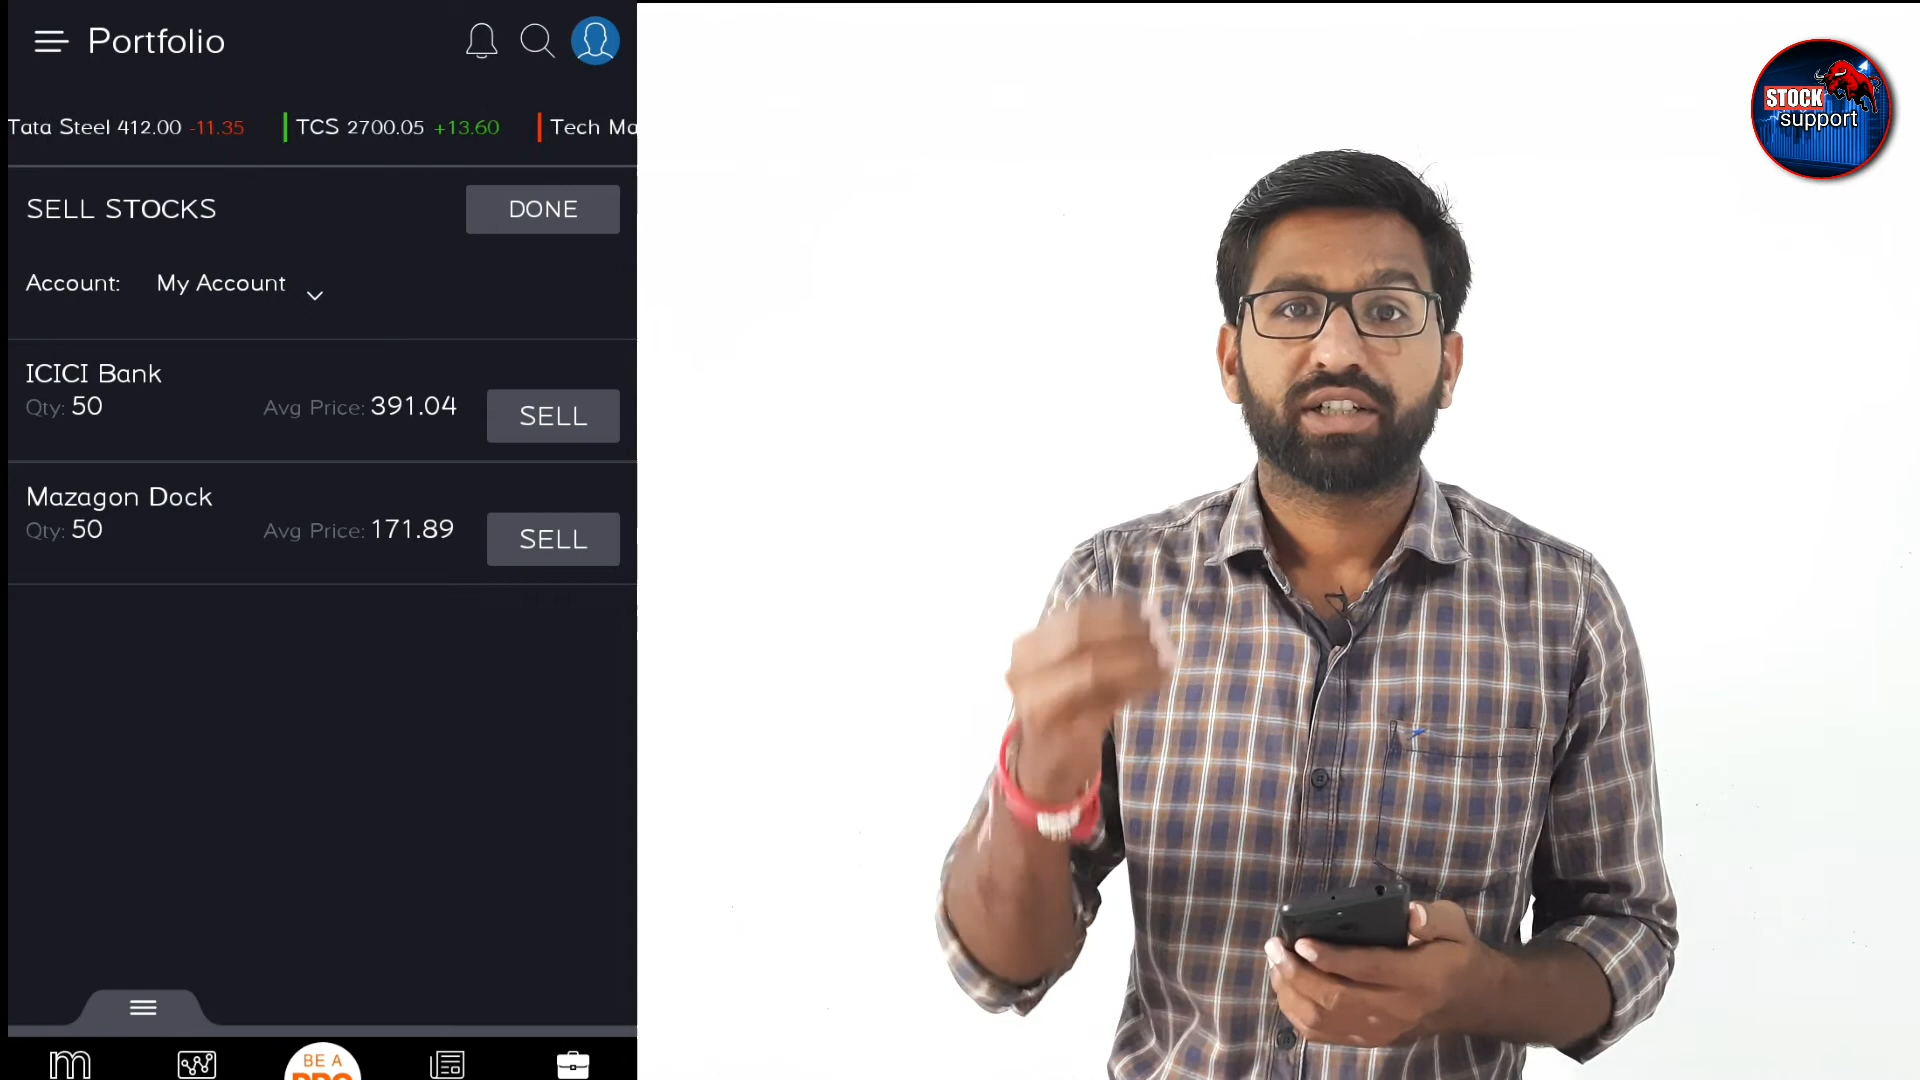 Portfolio
Tata Steel 412.00 -11.35 TCS 2700.05 +13.60 Tech Ma
SELL STOCKS
DONE
Account: My Account
ICICI Bank
Qty: 50 Avg Price: 391.04
SELL
Mazagon Dock
Qty: 50 Avg Price: 171.89
SELL
m
BE A
PRO
STOCK
support